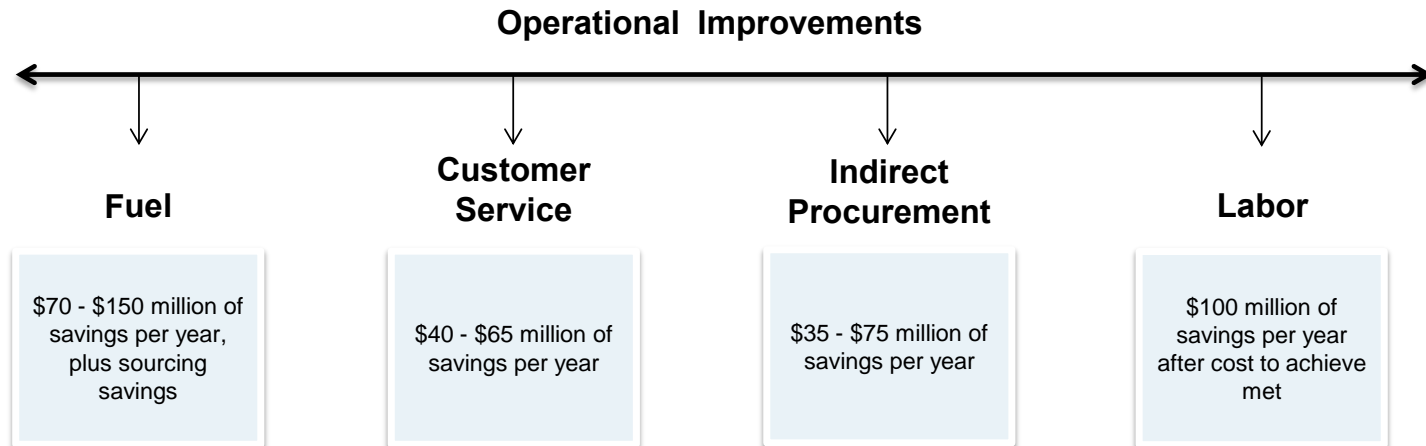 Operational Improvements
Fuel
Customer
Service
Indirect
Procurement
Labor
$70 - $150 million of
savings per year,
plus sourcing
savings
$40 - $65 million of
savings per year
$35 - $75 million of
savings per year
$100 million of
savings per year
after cost to achieve
met